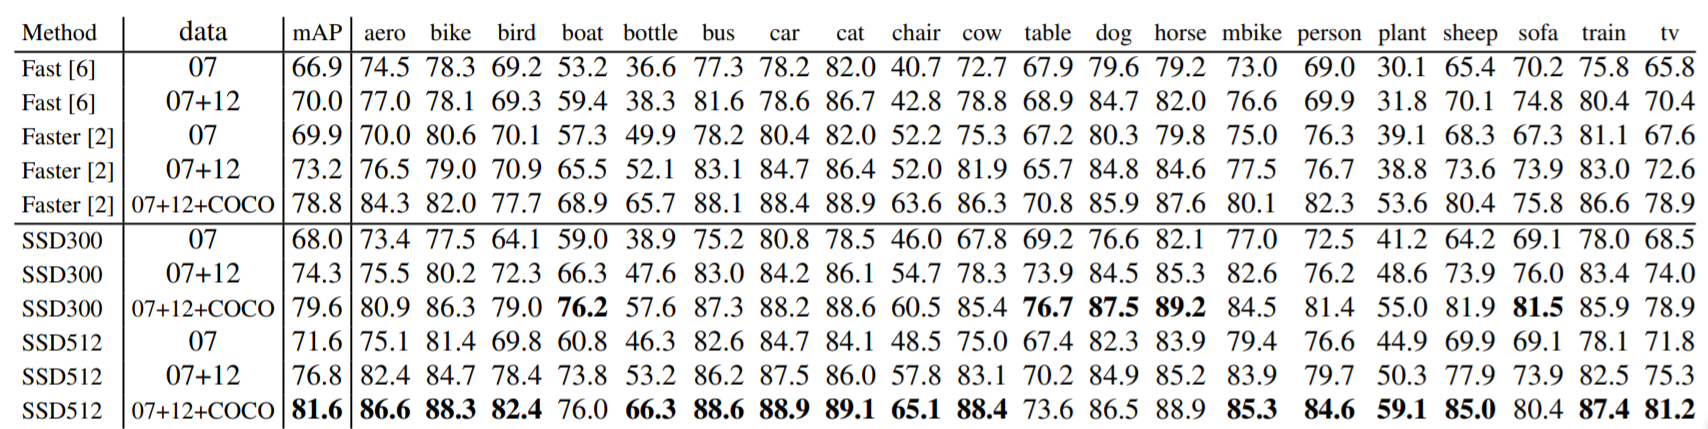 Method data mAP aero bike bird boat bottle bus car cat chair cow table dog horse mbike person plant sheep sofa train tv
Fast [6] 07 66.9 74.5 78.3 69.2 53.2 36.6 77.3 78.2 82.0 40.7 72.7 67.9 79.6 79.2 73.0 69.0 30.1 65.4 70.2 75.8 65.8
Fast [6] 07+12 70.0 77.0 78.1 69.3 59.4 38.3 81.6 78.6 86.7 42.8 78.8 68.9 84.7 82.0 76.6 69.9 31.8 70.1 74.8 80.4 70.4
Faster [2] 07 69.9 70.0 80.6 70.1 57.3 49.9 78.2 80.4 82.0 52.2 75.3 67.2 80.3 79.8 75.0 76.3 39.1 68.3 67.3 81.1 67.6
Faster [2] 07+12 73.2 76.5 79.0 70.9 65.5 52.1 83.1 84.7 86.4 52.0 81.9 65.7 84.8 84.6 77.5 76.7 38.8 73.6 73.9 83.0 72.6
Faster [2] 07+12+COCO 78.8 84.3 82.0 77.7 68.9 65.7 88.1 88.4 88.9 63.6 86.3 70.8 85.9 87.6 80.1 82.3 53.6 80.4 75.8 86.6 78.9
SSD300 07 68.0 73.4 77.5 64.1 59.0 38.9 75.2 80.8 78.5 46.0 67.8 69.2 76.6 82.1 77.0 72.5 41.2 64.2 69.1 78.0 68.5
SSD300 07+12 74.3 75.5 80.2 72.3 66.3 47.6 83.0 84.2 86.1 54.7 78.3 73.9 84.5 85.3 82.6 76.2 48.6 73.9 76.0 83.4 74.0
SSD300 07+12+COCO 79.6 80.9 86.3 79.0 76.2 57.6 87.3 88.2 88.6 60.5 85.4 76.7 87.5 89.2 84.5 81.4 55.0 81.9 81.5 85.9 78.9
SSD512 07 71.6 75.1 81.4 69.8 60.8 46.3 82.6 84.7 84.1 48.5 75.0 67.4 82.3 83.9 79.4 76.6 44.9 69.9 69.1 78.1 71.8
SSD512 07+12 76.8 82.4 84.7 78.4 73.8 53.2 86.2 87.5 86.0 57.8 83.1 70.2 84.9 85.2 83.9 79.7 50.3 77.9 73.9 82.5 75.3
SSD512 07+12+COCO 81.6 86.6 88.3 82.4 76.0 66.3 88.6 88.9 89.1 65.1 88.4 73.6 86.5 88.9 85.3 84.6 59.1 85.0 80.4 87.4 81.2